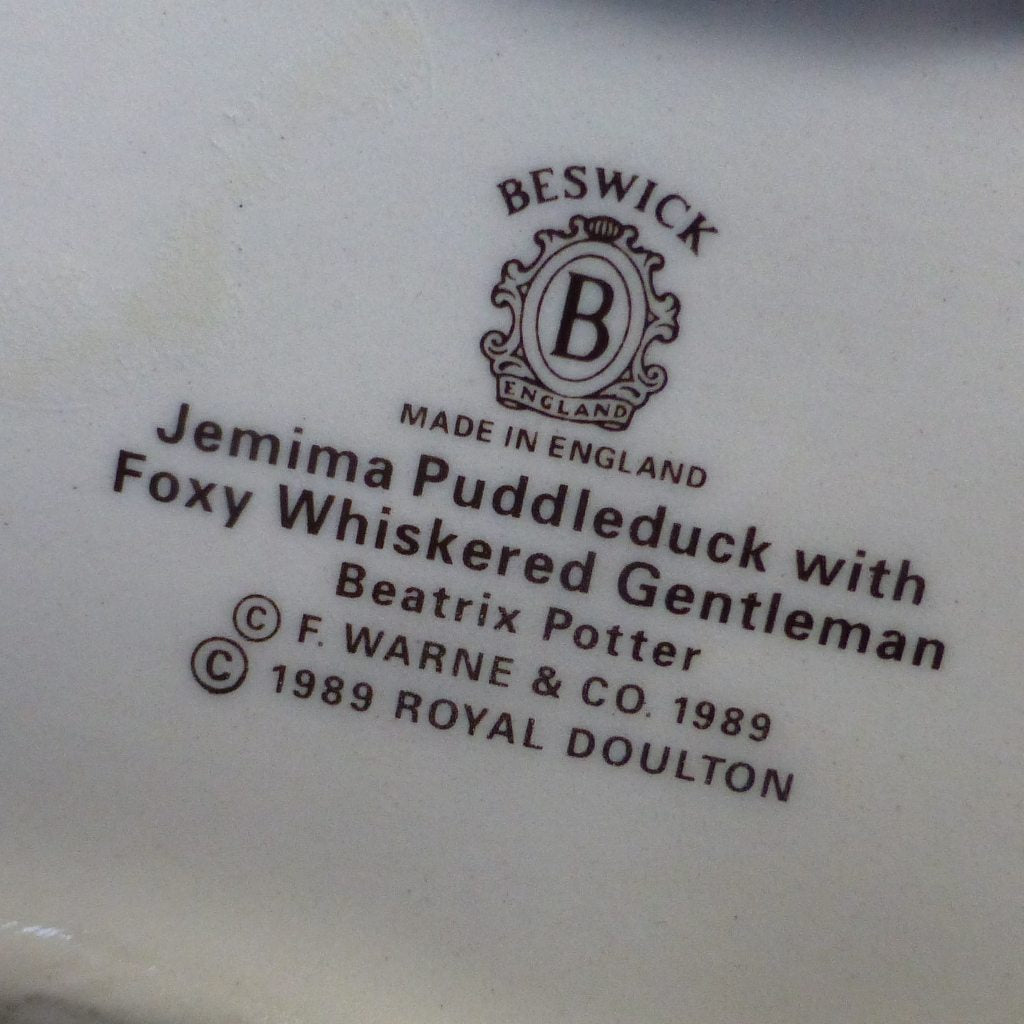 BESWICK
B
ENGLAND
MADE IN ENGLAND
Jemima Puddleduck with
Foxy Whiskered Gentleman
Beatrix Potter
© F. WARNE & CO. 1989
© 1989 ROYAL DOULTON